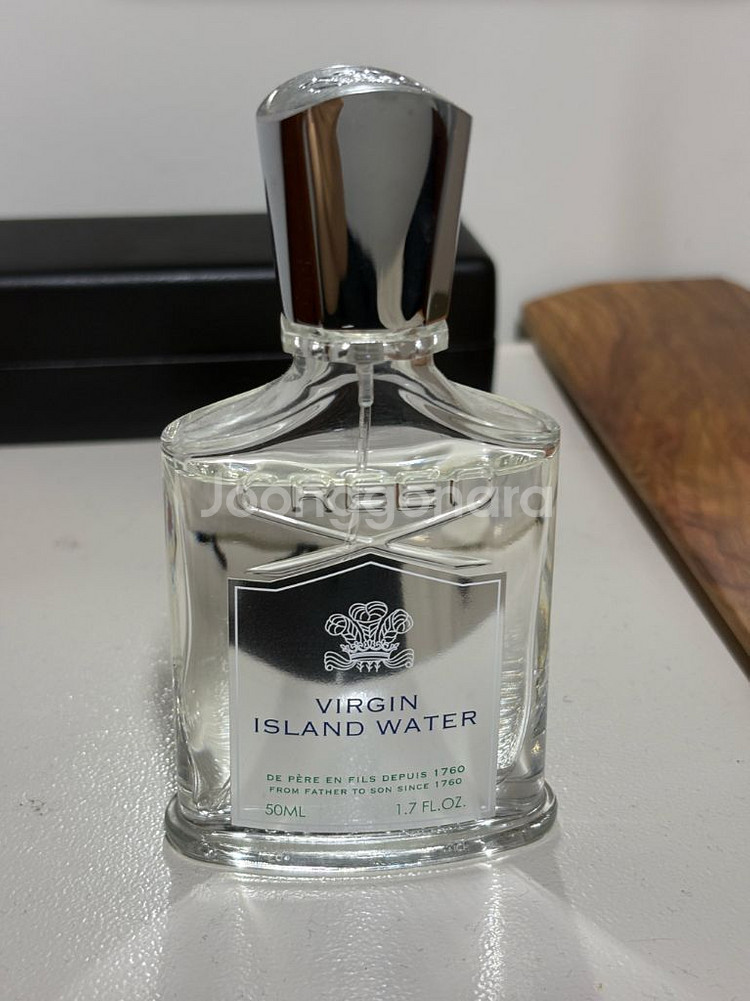 CREED
Joonggonara
VIRGIN
ISLAND WATER
DE PÈRE EN FILS DEPUIS 1760
FROM FATHER TO SON SINCE 1760
50ML 1.7 FL.OZ.